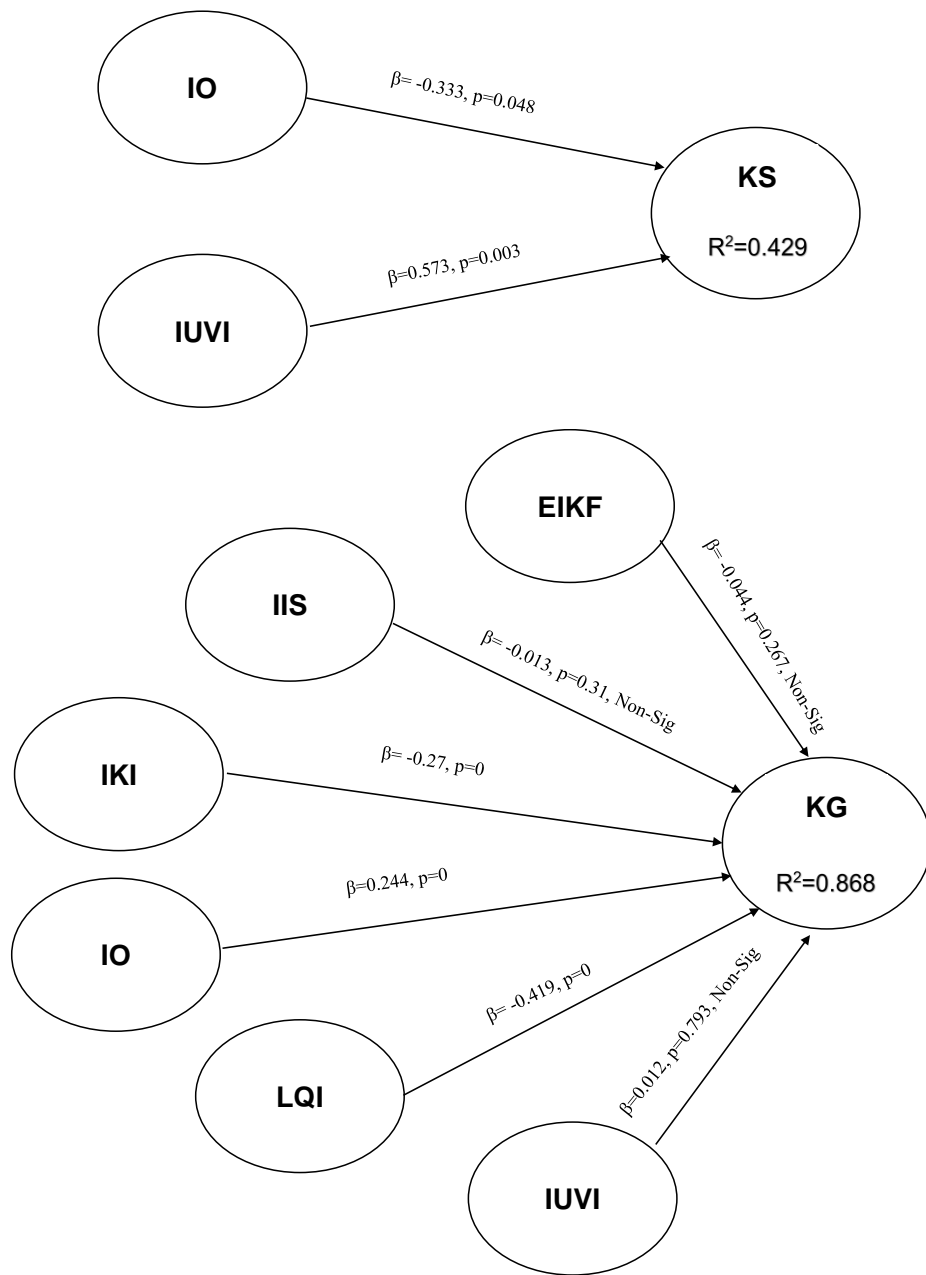 IO
β= -0.333, p=0.048
KS
R²=0.429
β=0.573, p=0.003
IUVI
EIKF
β= -0.044, p=0.267, Non-Sig
IIS
β= -0.013, p=0.31, Non-Sig
IKI
β= -0.27, p=0
KG
R²=0.868
β=0.244, p=0
IO
β= -0.419, p=0
LQI
β=0.012, p=0.793, Non-Sig
IUVI